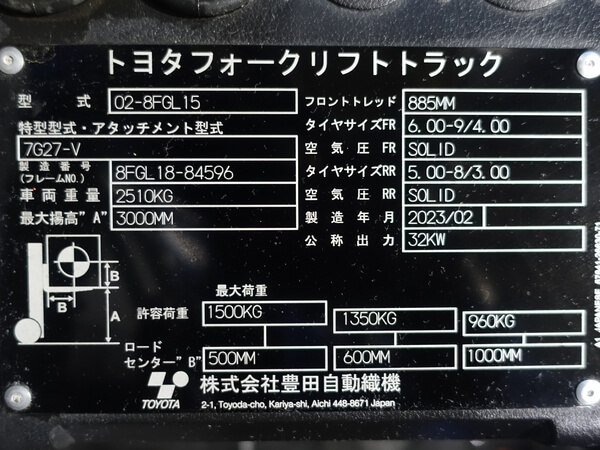 トヨタフォークリフトトラック
型式 02-8FGL15
特型型式・アタッチメント型式
7G27-V
製造番号
(フレームNO.) 8FGL18-84596
車両重量 2510KG
最大揚高"A" 3000MM
フロントトレッド 885MM
タイヤサイズFR 6.00-9/4.00
空気圧 FR SOLID
タイヤサイズRR 5.00-8/3.00
空気圧 RR SOLID
製造年月 2023/02
公称出力 32KW
B
B
A
最大荷重
許容荷重 1500KG 1350KG 960KG
ロード
センター"B" 500MM 600MM 1000MM
TOYOTA
株式会社豊田自動織機
2-1, Toyoda-cho, Kariya-shi, Aichi 448-8671 Japan